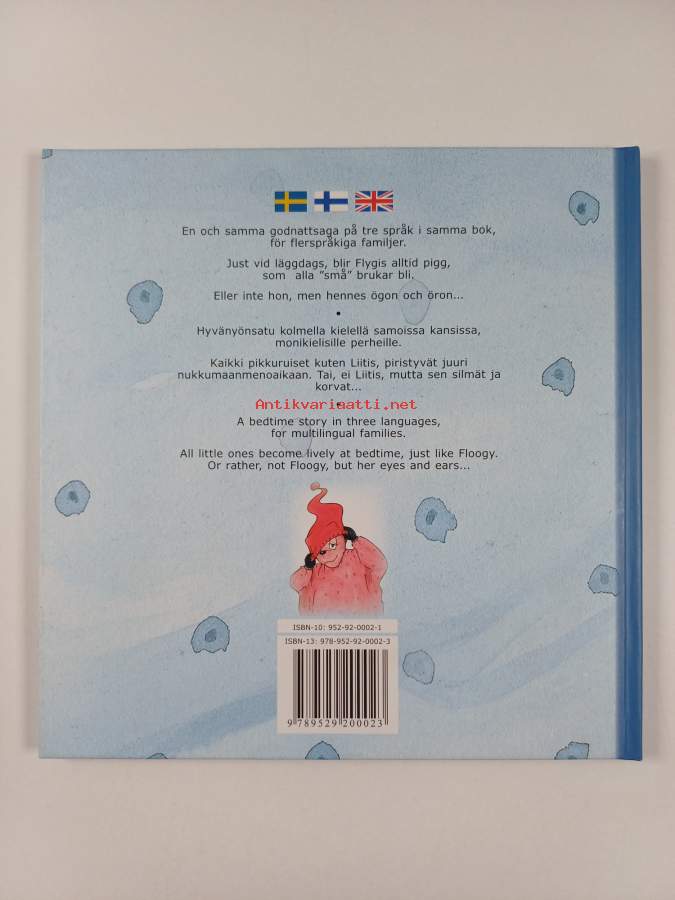 En och samma godnattsaga på tre språk i samma bok,
för flerspråkiga familjer.
Just vid läggdags, blir Flygis alltid pigg,
som alla "små" brukar bli.
Eller inte hon, men hennes ögon och öron...
•
Hyvänyönsatu kolmella kielellä samoissa kansissa,
monikielisille perheille.
Kaikki pikkuruiset kuten Liitis, piristyvät juuri
nukkumaanmenoaikaan. Tai, ei Liitis, mutta sen silmät ja
korvat...
Antikvariaatti.net
•
A bedtime story in three languages,
for multilingual families.
All little ones become lively at bedtime, just like Floogy.
Or rather, not Floogy, but her eyes and ears...
ISBN-10: 952-92-0002-1
ISBN-13: 978-952-92-0002-3
9 789529 200023